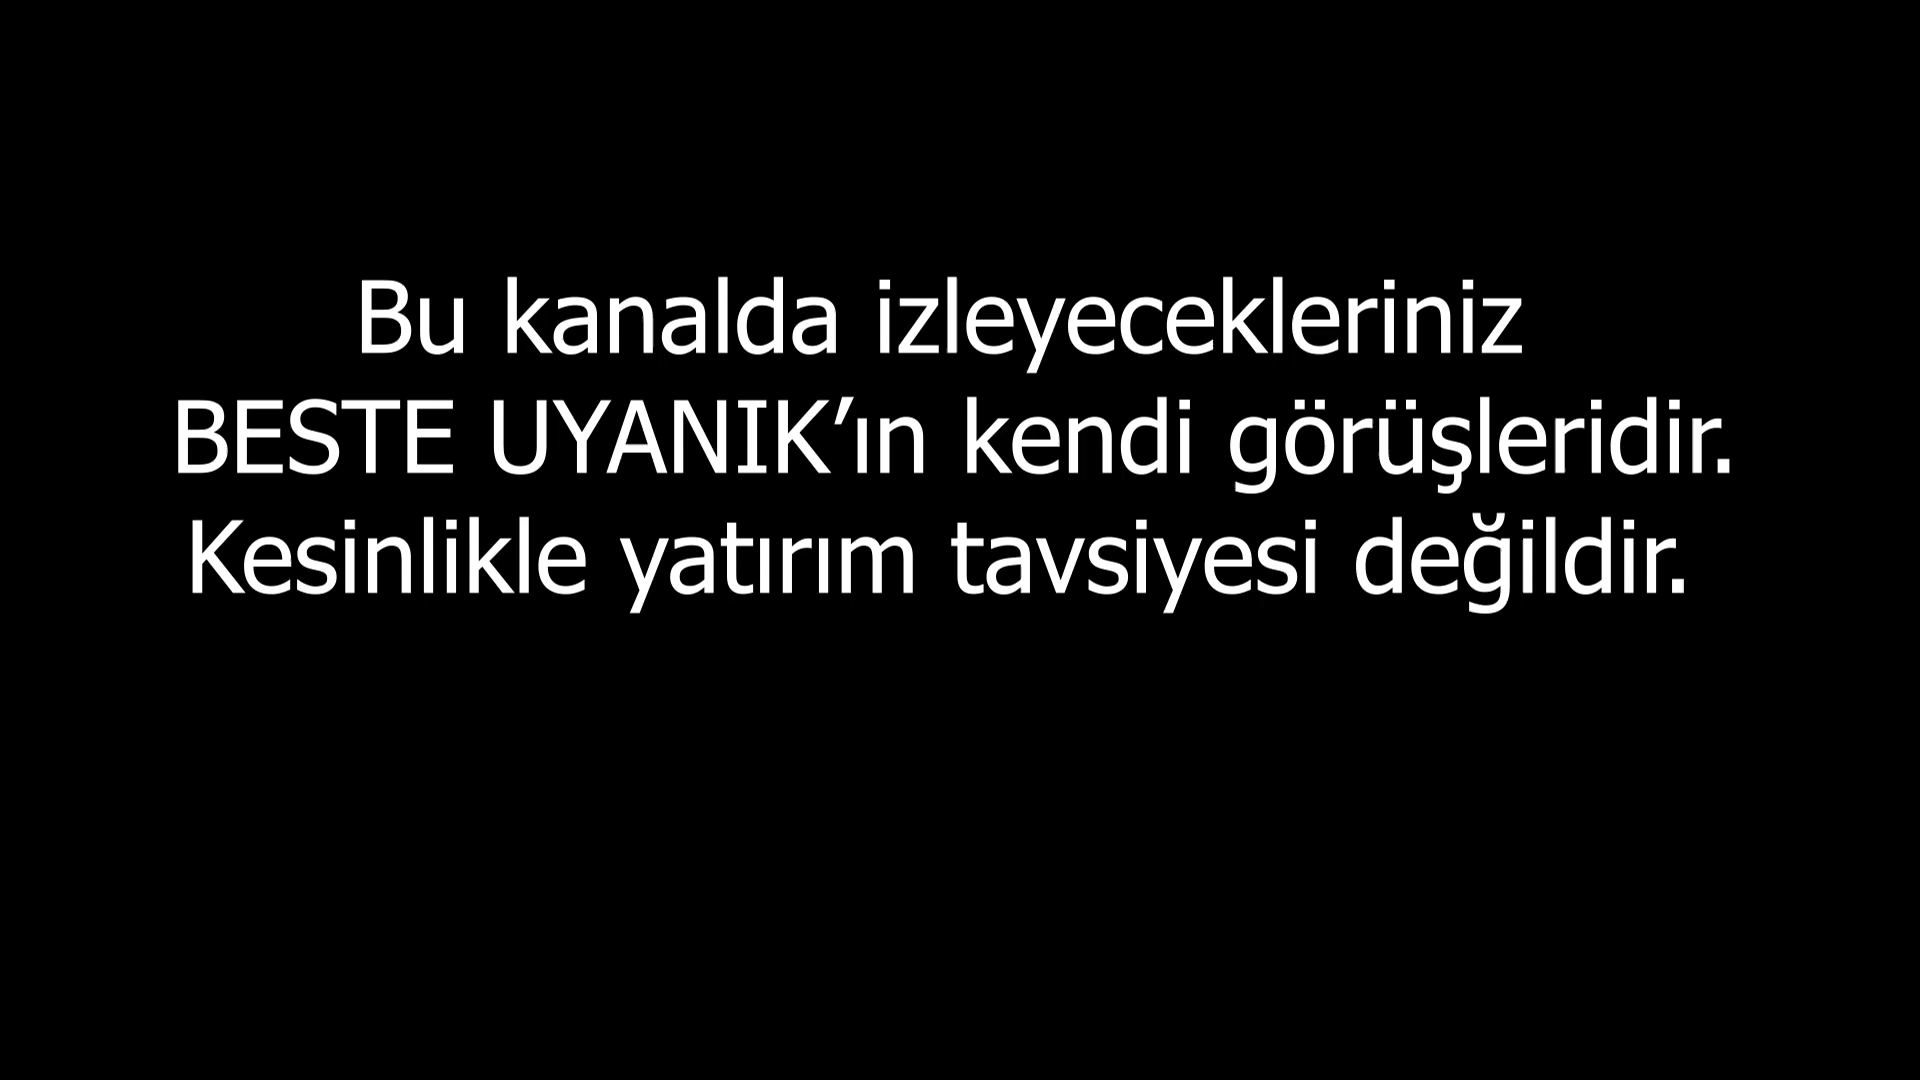 Bu kanalda izleyecekleriniz
BESTE UYANIK’ın kendi görüşleridir.
Kesinlikle yatırım tavsiyesi değildir.